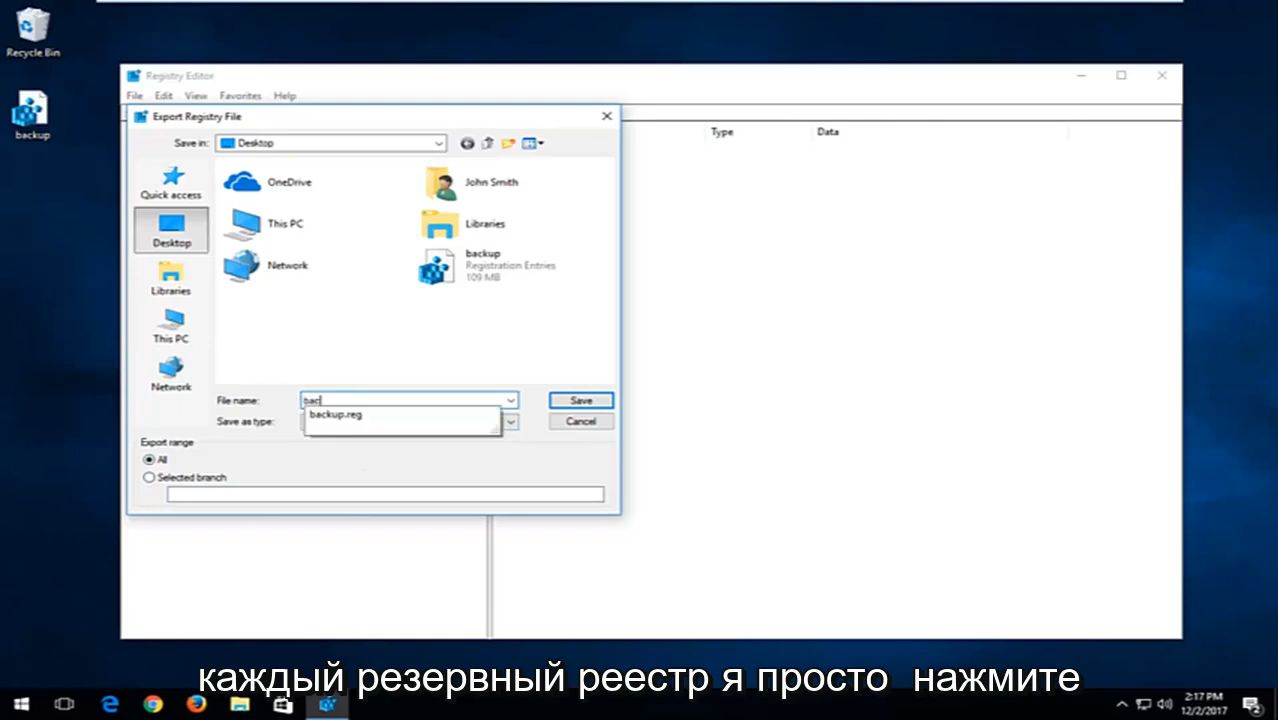 Recycle Bin
backup
Registry Editor
File Edit View Favorites Help
Export Registry File
Type Data
Save in: Desktop
Quick access
Desktop
Libraries
This PC
Network
OneDrive
John Smith
This PC
Libraries
Network
backup
Registration Entries
109 MB
File name: bac
Save
backup.reg
Save as type:
Cancel
Export range
All
Selected branch
каждый резервный реестр я просто нажмите
2:17 PM
12/2/2017
2